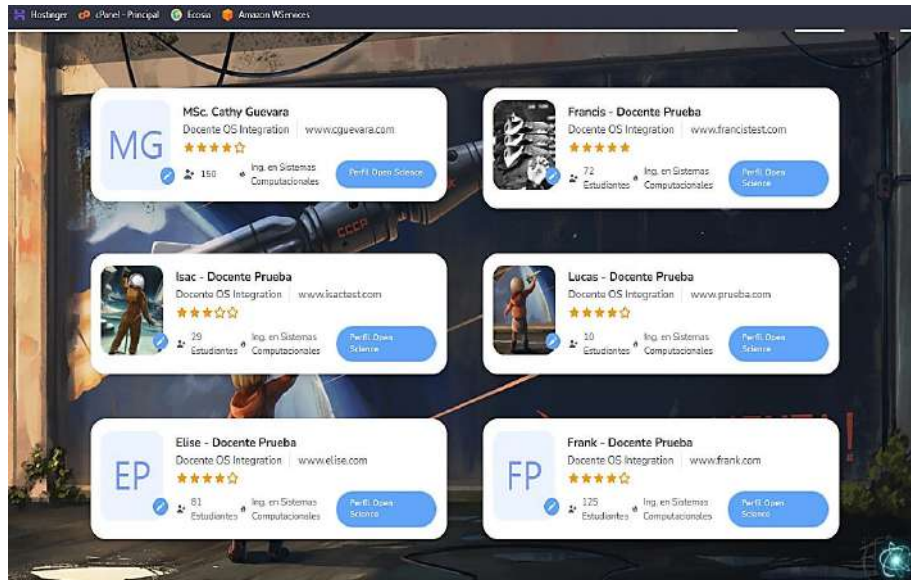 Hostinger cPanel - Principal Ecosia Amazon WServices
MG
MSc. Cathy Guevara
Docente OS Integration www.cguevara.com
150
Ing. en Sistemas
Computacionales
Perfil Open Science
Francis - Docente Prueba
Docente OS Integration www.francistest.com
72
Estudiantes
Ing. en Sistemas
Computacionales
Perfil Open
Science
CCCP
Isac - Docente Prueba
Docente OS Integration www.isactest.com
29
Estudiantes
Ing. en Sistemas
Computacionales
Perfil Open
Science
Lucas - Docente Prueba
Docente OS Integration www.prueba.com
10
Estudiantes
Ing. en Sistemas
Computacionales
Perfil Open
Science
EP
Elise - Docente Prueba
Docente OS Integration www.elise.com
81
Estudiantes
Ing. en Sistemas
Computacionales
Perfil Open
Science
FP
Frank - Docente Prueba
Docente OS Integration www.frank.com
125
Estudiantes
Ing. en Sistemas
Computacionales
Perfil Open
Science